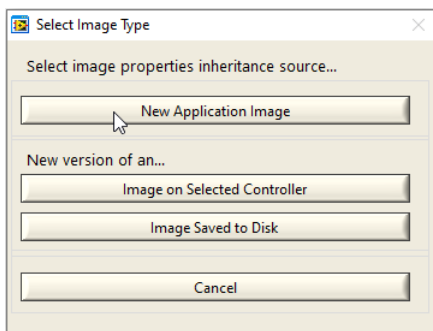 Select Image Type
Select image properties inheritance source...
New Application Image
New version of an...
Image on Selected Controller
Image Saved to Disk
Cancel